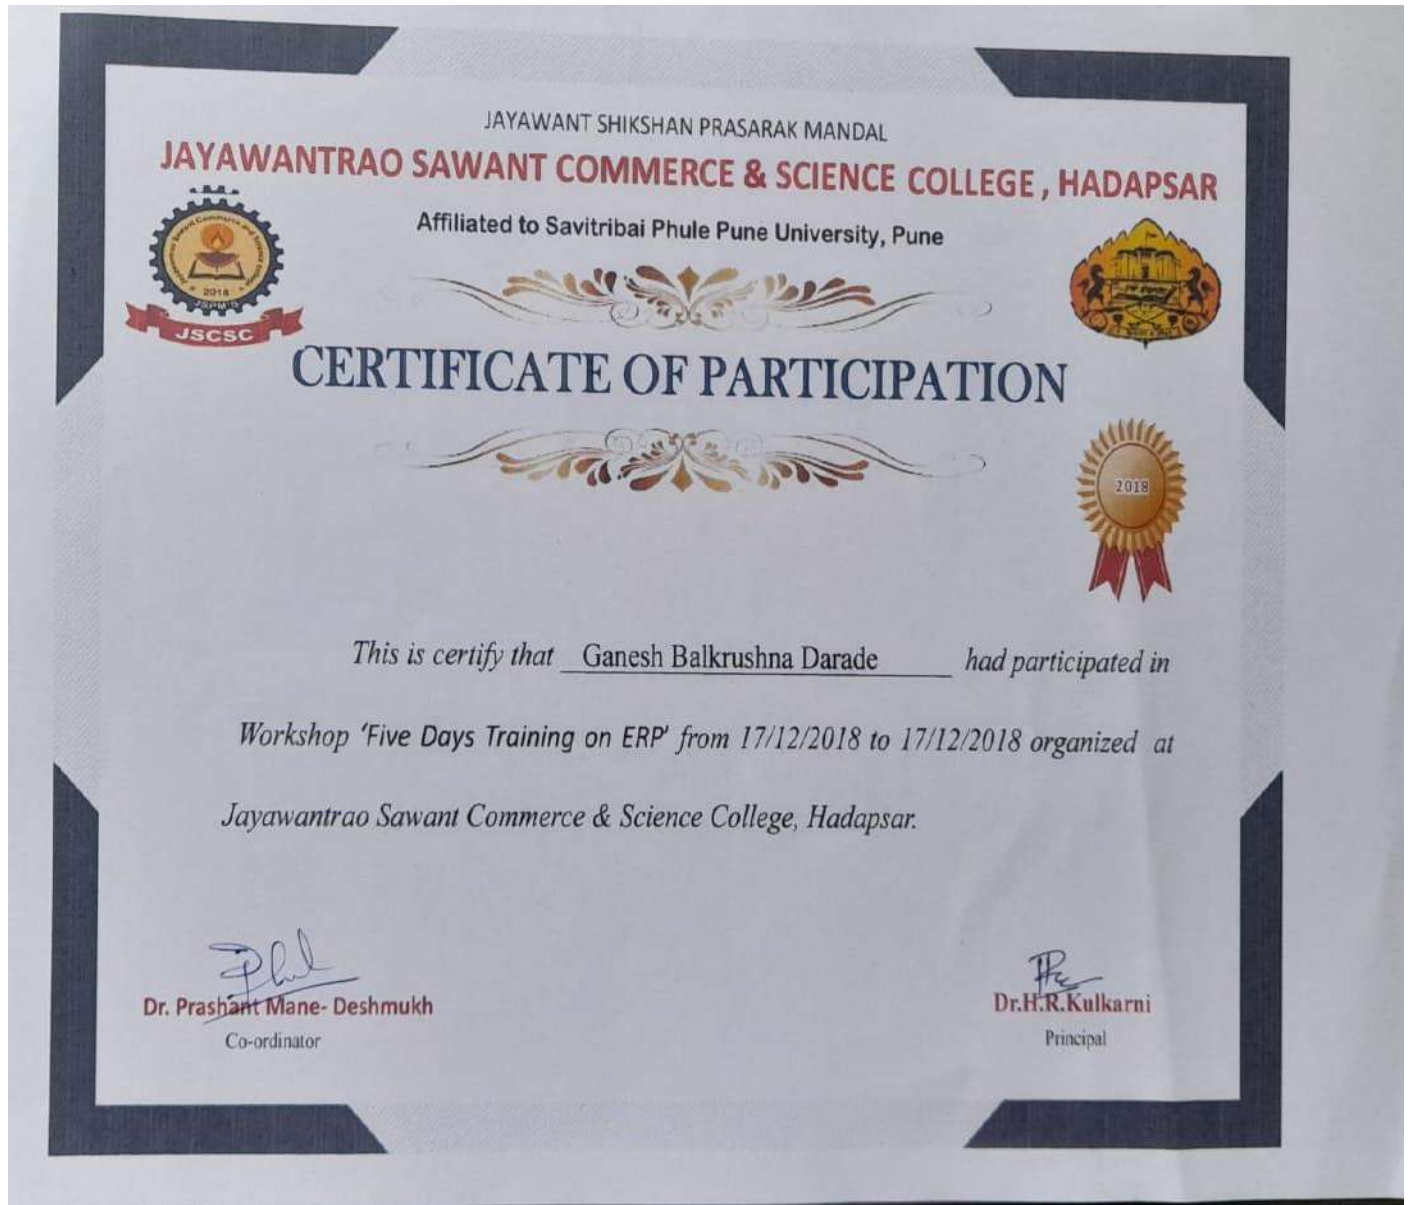 JAYAWANT SHIKSHAN PRASARAK MANDAL
JAYAWANTRAO SAWANT COMMERCE & SCIENCE COLLEGE , HADAPSAR
Affiliated to Savitribai Phule Pune University, Pune
2018
JSPM'S
JSCSC
CERTIFICATE OF PARTICIPATION
2018
This is certify that Ganesh Balkrushna Darade had participated in
Workshop 'Five Days Training on ERP' from 17/12/2018 to 17/12/2018 organized at
Jayawantrao Sawant Commerce & Science College, Hadapsar.
Dr. Prashant Mane- Deshmukh
Co-ordinator
Dr.H.R.Kulkarni
Principal